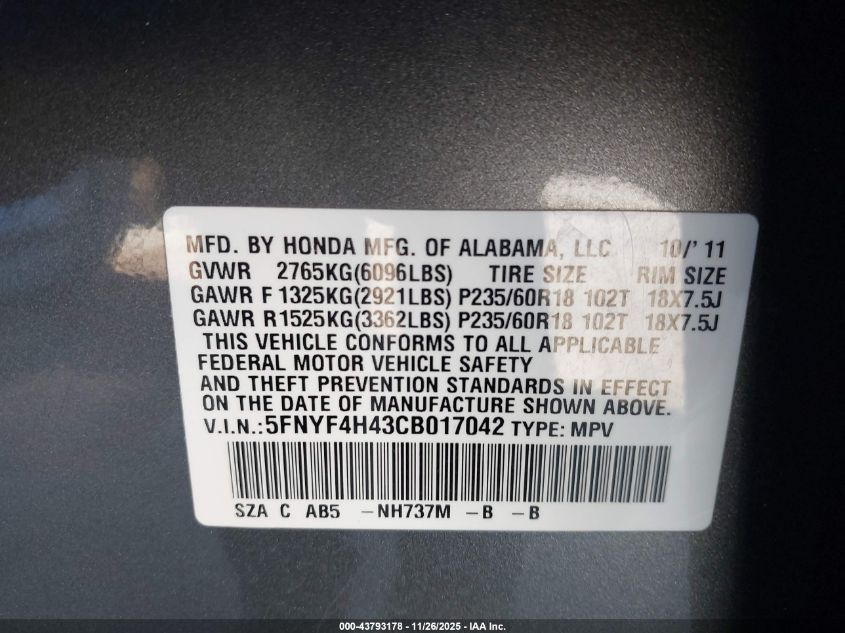 MFD. BY HONDA MFG. OF ALABAMA, LLC 10/' 11
GVWR 2765KG(6096LBS) TIRE SIZE RIM SIZE
GAWR F 1325KG(2921LBS) P235/60R18 102T 18X7.5J
GAWR R1525KG(3362LBS) P235/60R18 102T 18X7.5J
THIS VEHICLE CONFORMS TO ALL APPLICABLE
FEDERAL MOTOR VEHICLE SAFETY
AND THEFT PREVENTION STANDARDS IN EFFECT
ON THE DATE OF MANUFACTURE SHOWN ABOVE.
V.I.N.:5FNYF4H43CB017042 TYPE: MPV
SZA C AB5 -NH737M -B -B
000-43793178 - 11/26/2025 - IAA Inc.